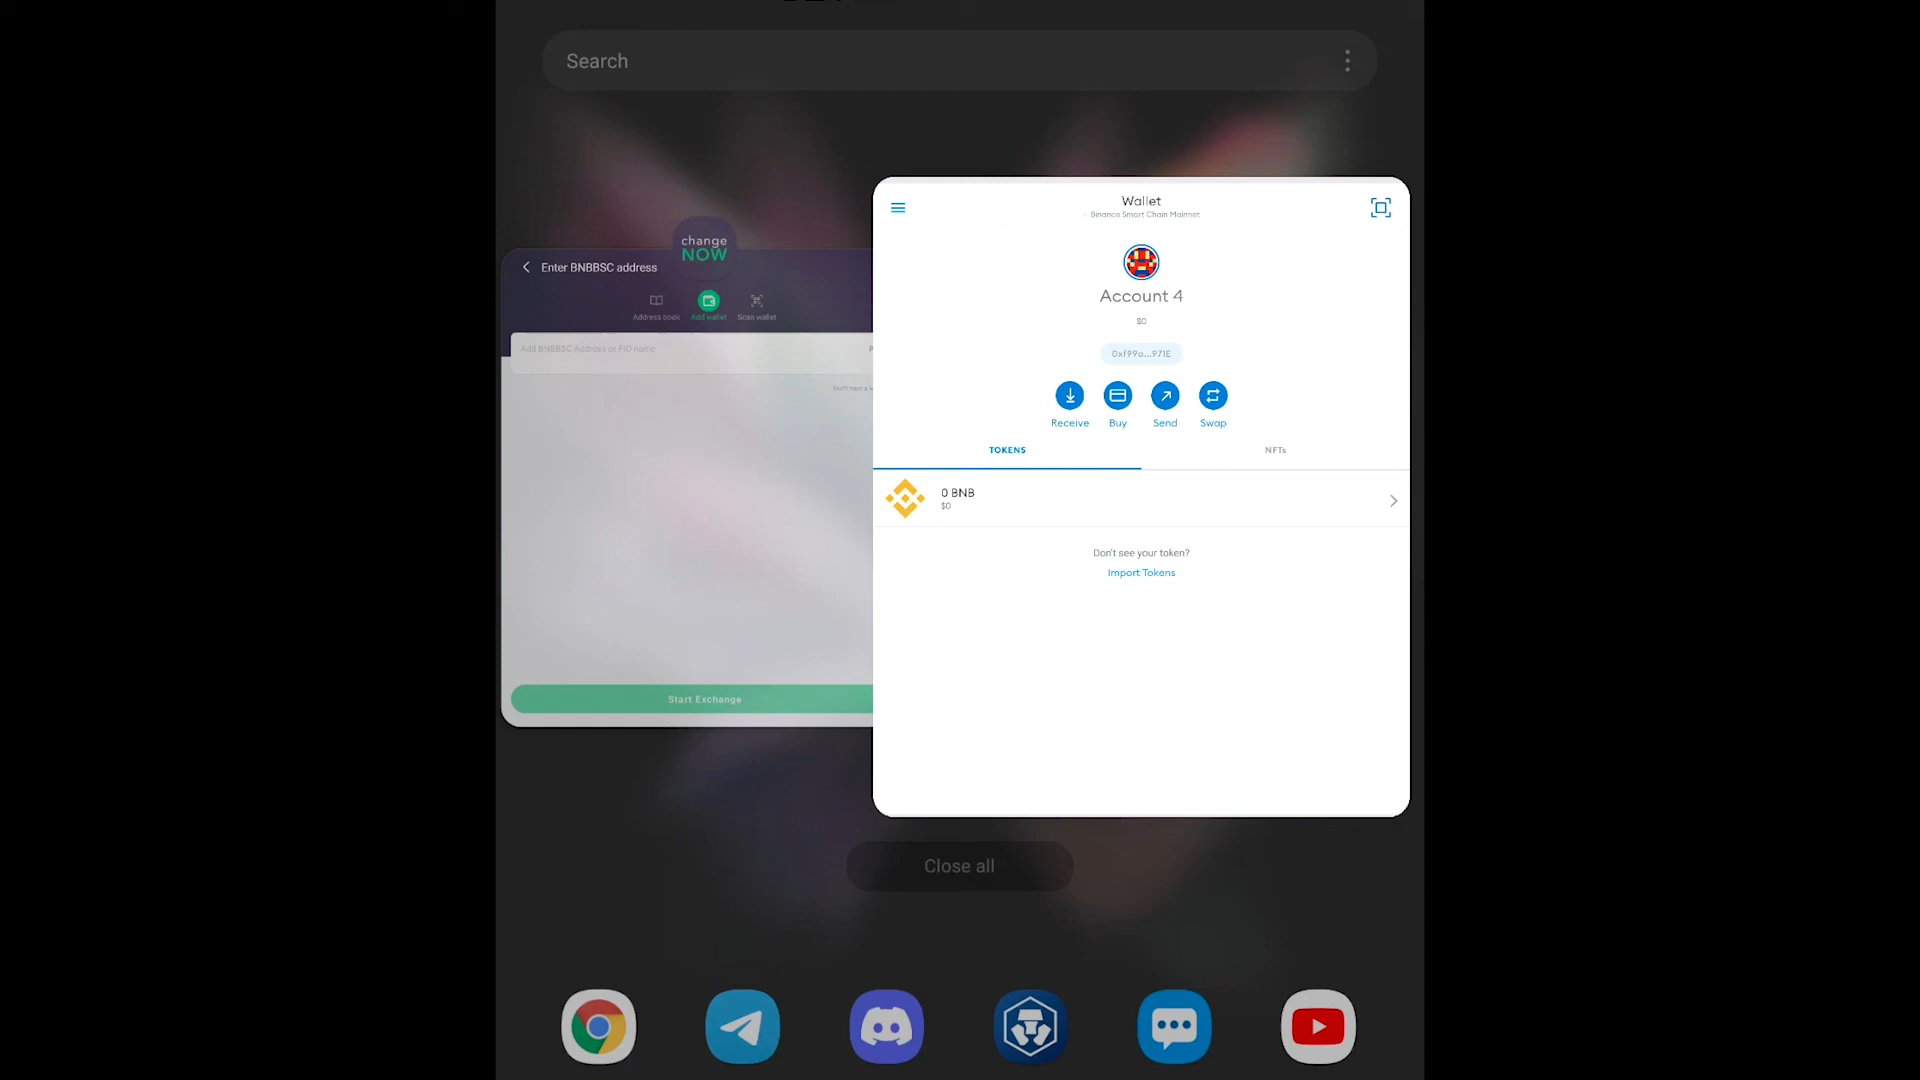 Search
change
NOW
Enter BNBBSC address
Address book
Add wallet
Scan wallet
Add BNBBSC Address or FIO name
P
Don't have a w
Start Exchange
Wallet
Binance Smart Chain Mainnet
Account 4
$0
0xf99a...971E
Receive
Buy
Send
Swap
TOKENS
NFTs
0 BNB
$0
Don't see your token?
Import Tokens
Close all